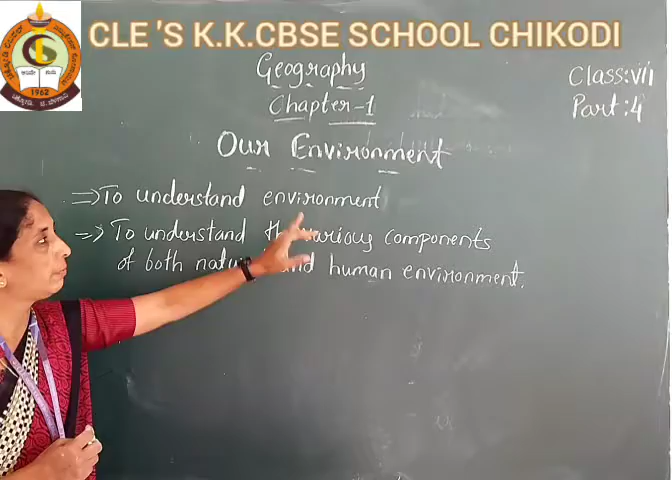 CLE 'S K.K.CBSE SCHOOL CHIKODI
1962
Geography
Class:vii
Chapter-1
Part:4
Our Environment
=> To understand environment
=> To understand the various components
of both natural and human environment.